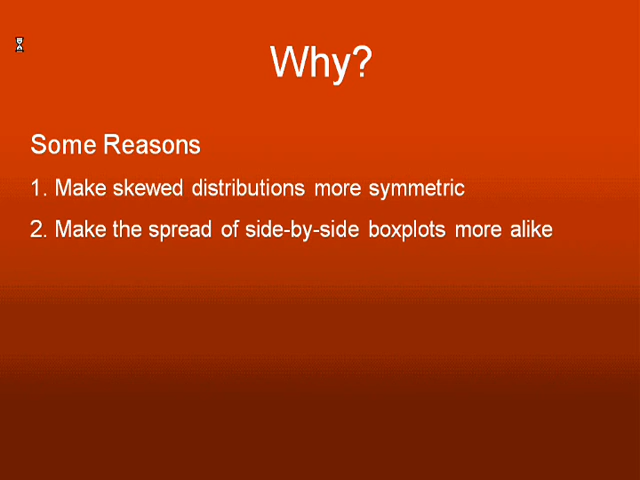 Why?
Some Reasons
1. Make skewed distributions more symmetric
2. Make the spread of side-by-side boxplots more alike